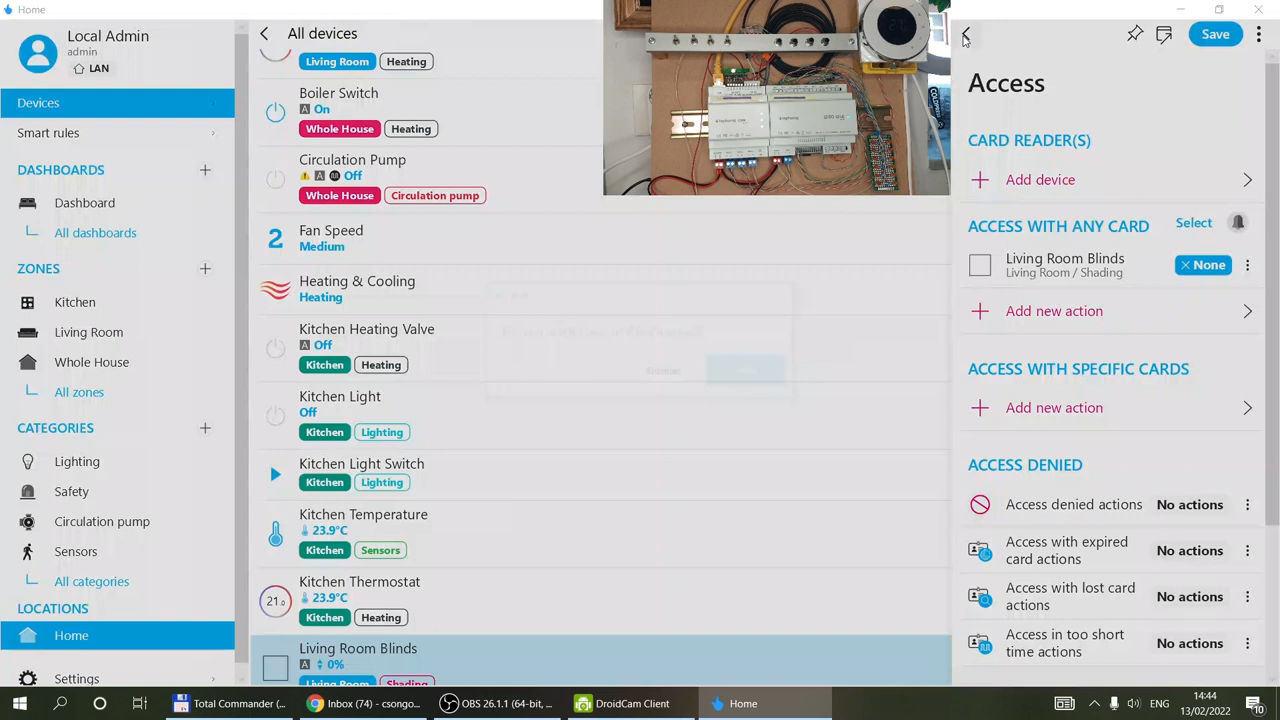 Home
Local Admin
admin
LAN
Devices
Smart rules
DASHBOARDS
Dashboard
All dashboards
ZONES
Kitchen
Living Room
Whole House
All zones
CATEGORIES
Lighting
Safety
Circulation pump
Sensors
All categories
LOCATIONS
Home
Settings
All devices
Living Room Heating
Boiler Switch
A On
Whole House Heating
Circulation Pump
A Off
Whole House Circulation pump
2
Fan Speed
Medium
Heating & Cooling
Heating
Kitchen Heating Valve
A Off
Kitchen Heating
Kitchen Light
Off
Kitchen Lighting
Kitchen Light Switch
Kitchen Lighting
Kitchen Temperature
23.9°C
Kitchen Sensors
Kitchen Thermostat
21.0
23.9°C
Kitchen Heating
Living Room Blinds
A 0%
Living Room Shading
Save
Access
CARD READER(S)
Add device
ACCESS WITH ANY CARD Select
Living Room Blinds
Living Room / Shading
None
Add new action
ACCESS WITH SPECIFIC CARDS
Add new action
ACCESS DENIED
Access denied actions No actions
Access with expired
card actions
No actions
Access with lost card
actions
No actions
Access in too short
time actions
No actions
Total Commander (...
Inbox (74) - csongo...
OBS 26.1.1 (64-bit, ...
DroidCam Client
Home
14:44
13/02/2022
10